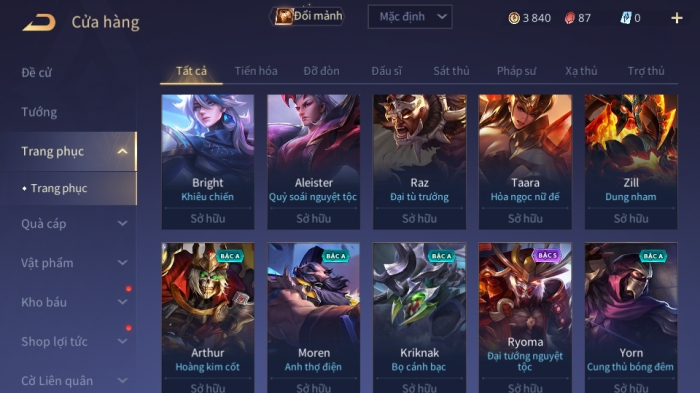 Cửa hàng
Đổi mảnh
Mặc định
3 840
87
0
Đề cử
Tướng
Trang phục
Trang phục
Quà cáp
Vật phẩm
Kho báu
Shop lợi tức
Cờ Liên quân
Tất cả
Tiến hóa
Đỡ đòn
Đấu sĩ
Sát thủ
Pháp sư
Xạ thủ
Trợ thủ
Bright
Khiêu chiến
Sở hữu
Aleister
Quỷ soái nguyệt tộc
Sở hữu
Raz
Đại tù trưởng
Sở hữu
Taara
Hỏa ngọc nữ đế
Sở hữu
Zill
Dung nham
Sở hữu
BẬC A
Arthur
Hoàng kim cốt
Sở hữu
BẬC A
Moren
Anh thợ điện
Sở hữu
BẬC A
Kriknak
Bọ cánh bạc
Sở hữu
BẬC S
Ryoma
Đại tướng nguyệt
tộc
Sở hữu
BẬC A
Yorn
Cung thủ bóng đêm
Sở hữu